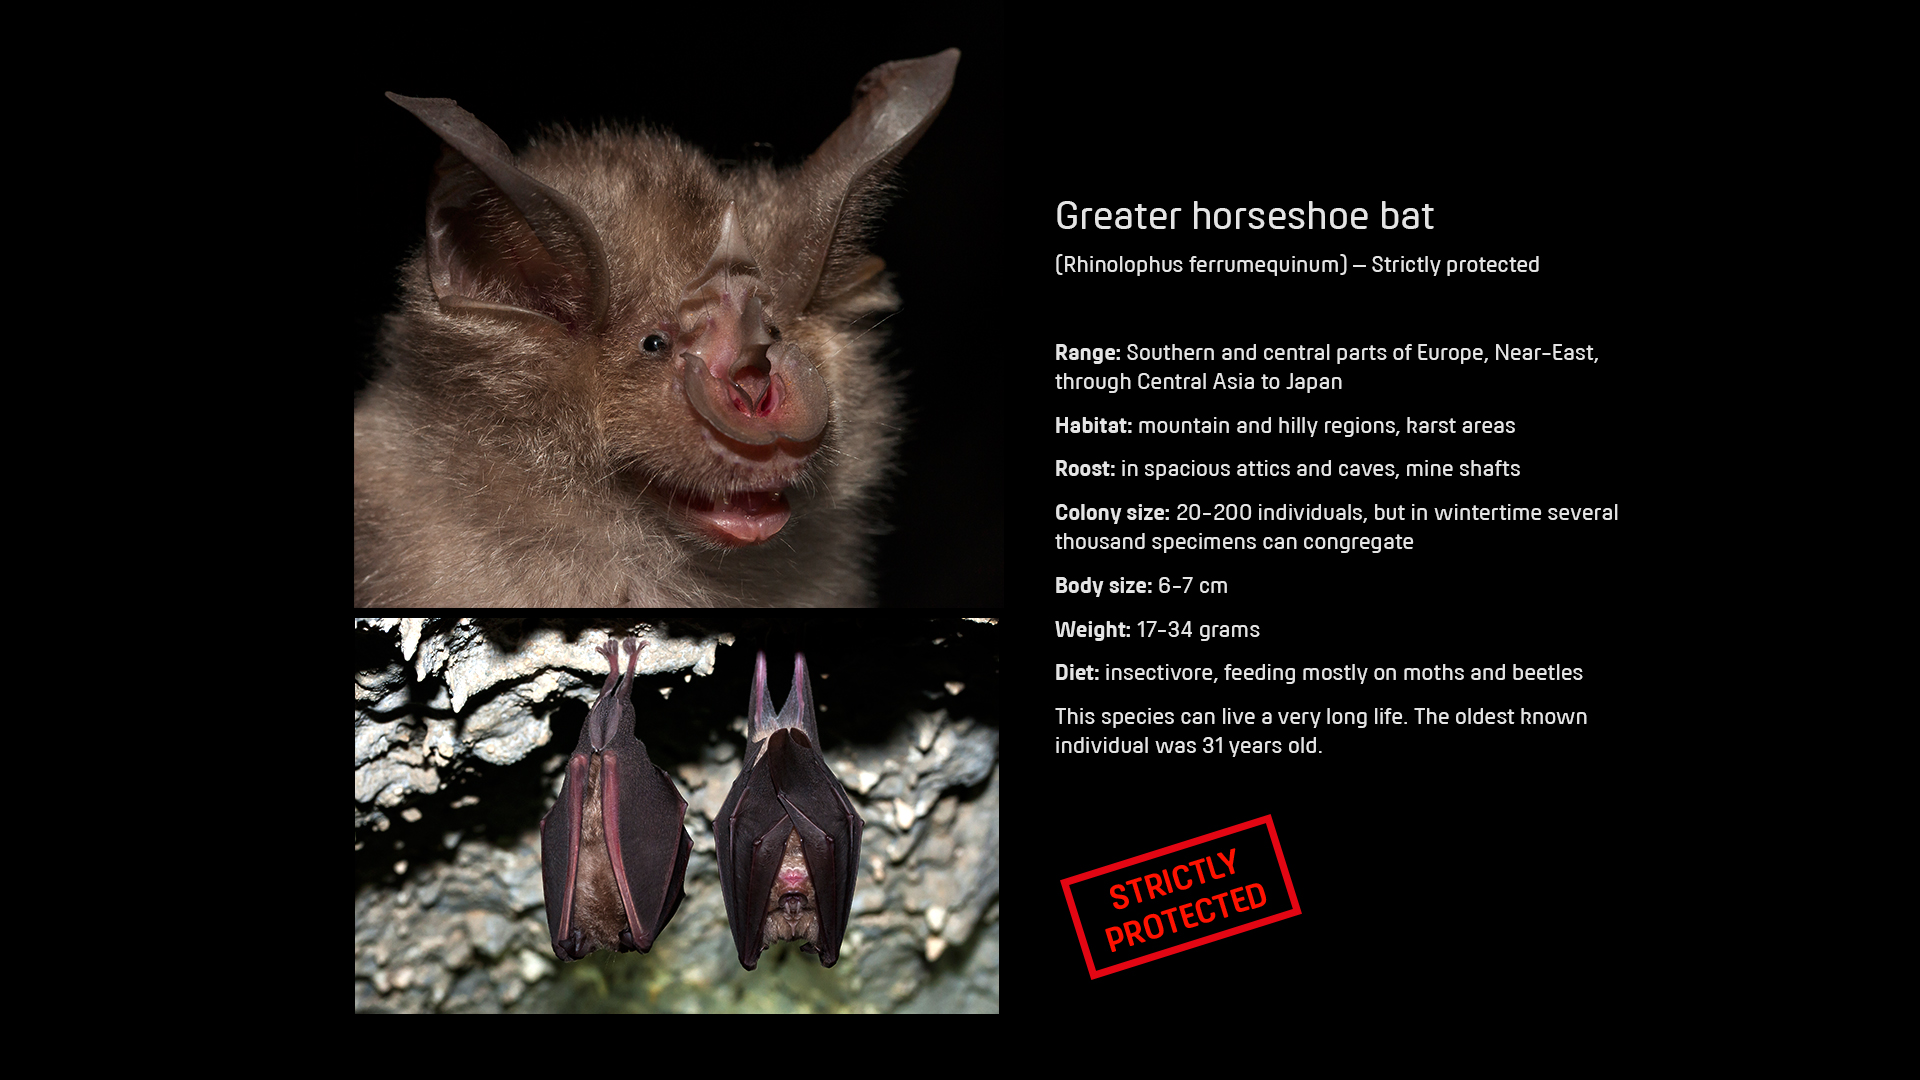 Greater horseshoe bat
(Rhinolophus ferrumequinum) – Strictly protected
Range: Southern and central parts of Europe, Near-East,
through Central Asia to Japan
Habitat: mountain and hilly regions, karst areas
Roost: in spacious attics and caves, mine shafts
Colony size: 20-200 individuals, but in wintertime several
thousand specimens can congregate
Body size: 6-7 cm
Weight: 17-34 grams
Diet: insectivore, feeding mostly on moths and beetles
This species can live a very long life. The oldest known
individual was 31 years old.
STRICTLY
PROTECTED